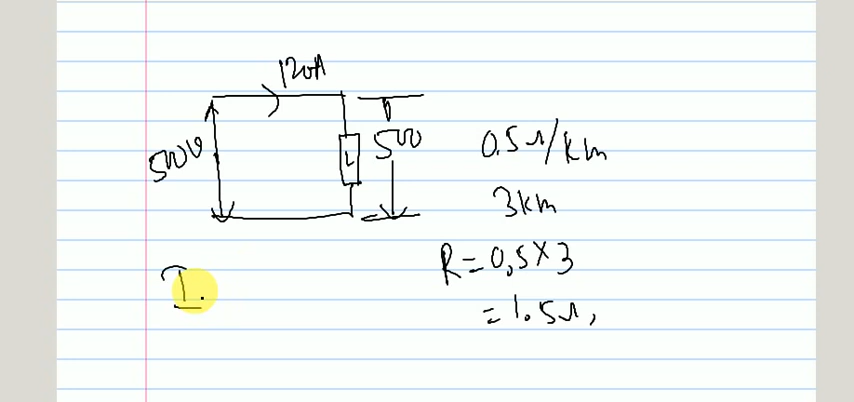 120A
500V
L
500
0.5Ω/km
3km
R = 0,5 × 3
= 1.5Ω,
I.